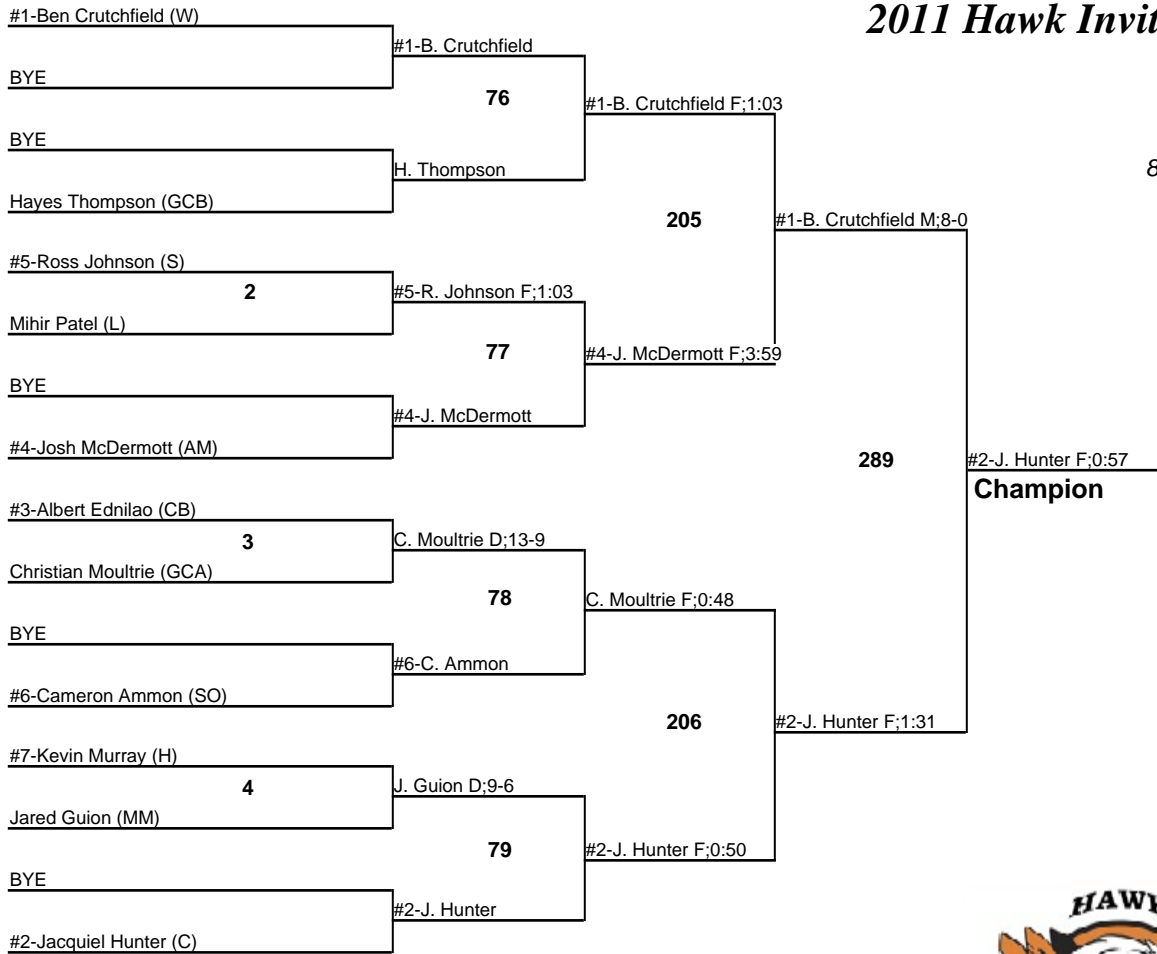 2011 Hawk Invit
8
#1-Ben Crutchfield (W)
BYE
BYE
Hayes Thompson (GCB)
#5-Ross Johnson (S)
2
Mihir Patel (L)
BYE
#4-Josh McDermott (AM)
#3-Albert Ednilao (CB)
3
Christian Moultrie (GCA)
BYE
#6-Cameron Ammon (SO)
#7-Kevin Murray (H)
4
Jared Guion (MM)
BYE
#2-Jacquiel Hunter (C)
#1-B. Crutchfield
76
H. Thompson
#5-R. Johnson F;1:03
77
#4-J. McDermott
C. Moultrie D;13-9
78
#6-C. Ammon
J. Guion D;9-6
79
#2-J. Hunter
#1-B. Crutchfield F;1:03
205
#4-J. McDermott F;3:59
C. Moultrie F;0:48
206
#2-J. Hunter F;0:50
#1-B. Crutchfield M;8-0
289
#2-J. Hunter F;1:31
#2-J. Hunter F;0:57
Champion
HAWK